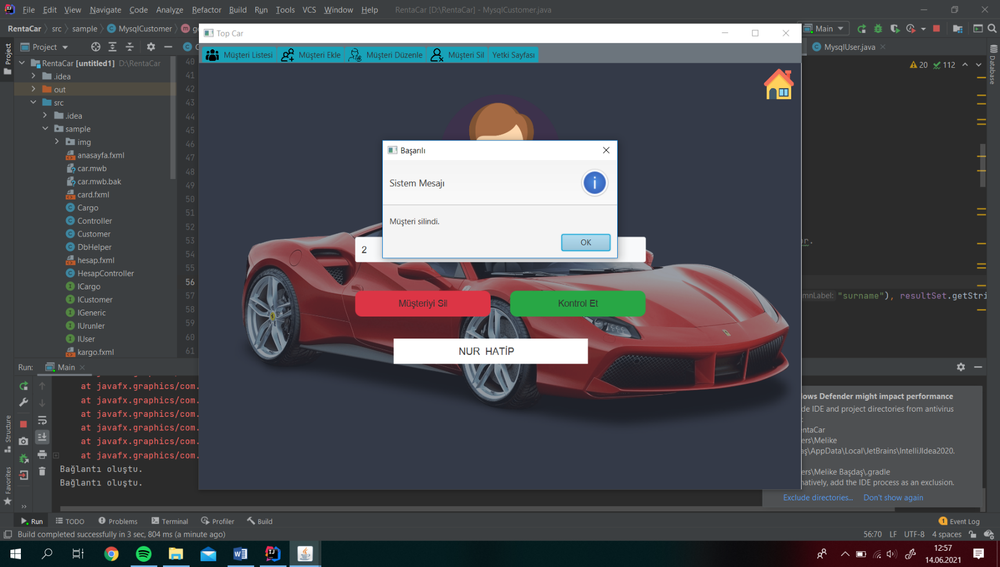 File Edit View Navigate Code Analyze Refactor Build Run Tools VCS Window Help RentaCar [D:\RentaCar] - MysqlCustomer.java
RentaCar src sample MysqlCustomer
Main
Top Car
Project
Müşteri Listesi Müşteri Ekle Müşteri Düzenle Müşteri Sil Yetki Sayfası
MysqlUser.java
20 112
Project
Database
RentaCar [untitled1] D:\RentaCar
.idea
out
src
.idea
sample
img
anasayfa.fxml
car.mwb
car.mwb.bak
card.fxml
Cargo
Controller
Customer
DbHelper
hesap.fxml
HesapController
ICargo
ICustomer
IGeneric
IUrunler
IUser
kargo.fxml
40
41
42
43
44
45
46
47
48
49
50
51
52
53
54
55
56
57
58
59
60
61
Başarılı
Sistem Mesajı
Müşteri silindi.
OK
2
Müşteriyi Sil Kontrol Et
NUR HATİP
mnLabel: "surname"), resultSet.getStri
Run: Main
at javafx.graphics/com.
at javafx.graphics/com.
at javafx.graphics/com.
at javafx.graphics/com.
at javafx.graphics/com.
at javafx.graphics/com.
Bağlantı oluştu.
Bağlantı oluştu.
Structure
Favorites
ows Defender might impact performance
de IDE and project directories from antivirus
entaCar
ers\Melike
aş\AppData\Local\JetBrains\IntelliJIdea2020.
ers\Melike Başdaş\.gradle
natively, add the IDE process as an exclusion.
Exclude directories... Don't show again
Run TODO Problems Terminal Profiler Build
1 Event Log
Build completed successfully in 3 sec, 804 ms (a minute ago)
56:70 LF UTF-8 4 spaces
12:57
14.06.2021